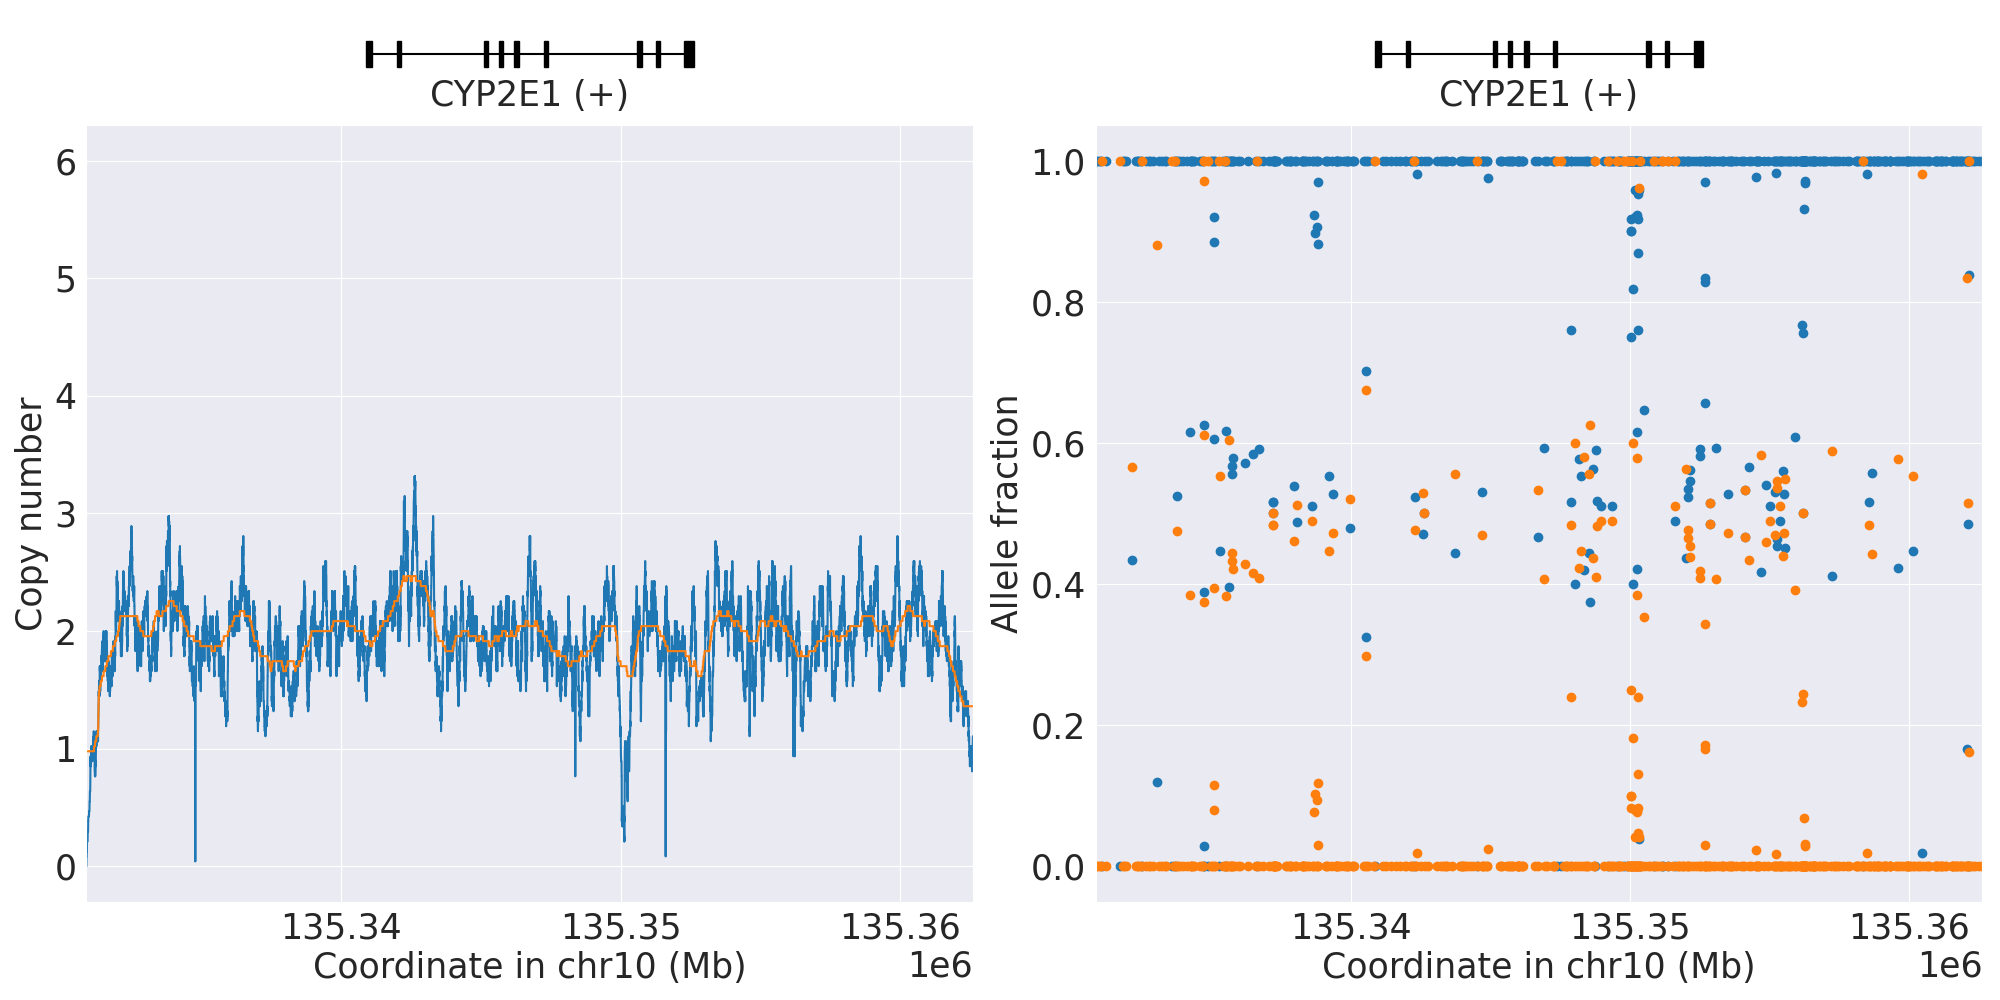 CYP2E1 (+)
6
5
4
3
2
1
0
Copy number
135.34 135.35 135.36
Coordinate in chr10 (Mb) 1e6
CYP2E1 (+)
1.0
0.8
0.6
0.4
0.2
0.0
Allele fraction
135.34 135.35 135.36
Coordinate in chr10 (Mb) 1e6